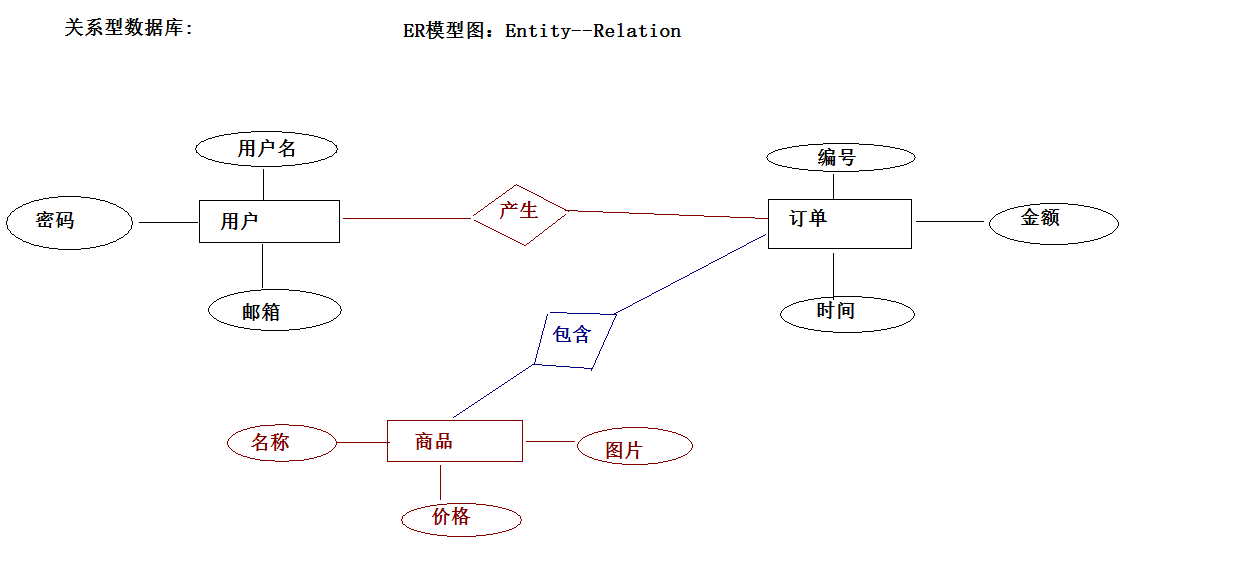 关系型数据库:
ER模型图: Entity--Relation
用户名
编号
密码
用户
产生
订单
金额
邮箱
时间
包含
名称
商品
图片
价格